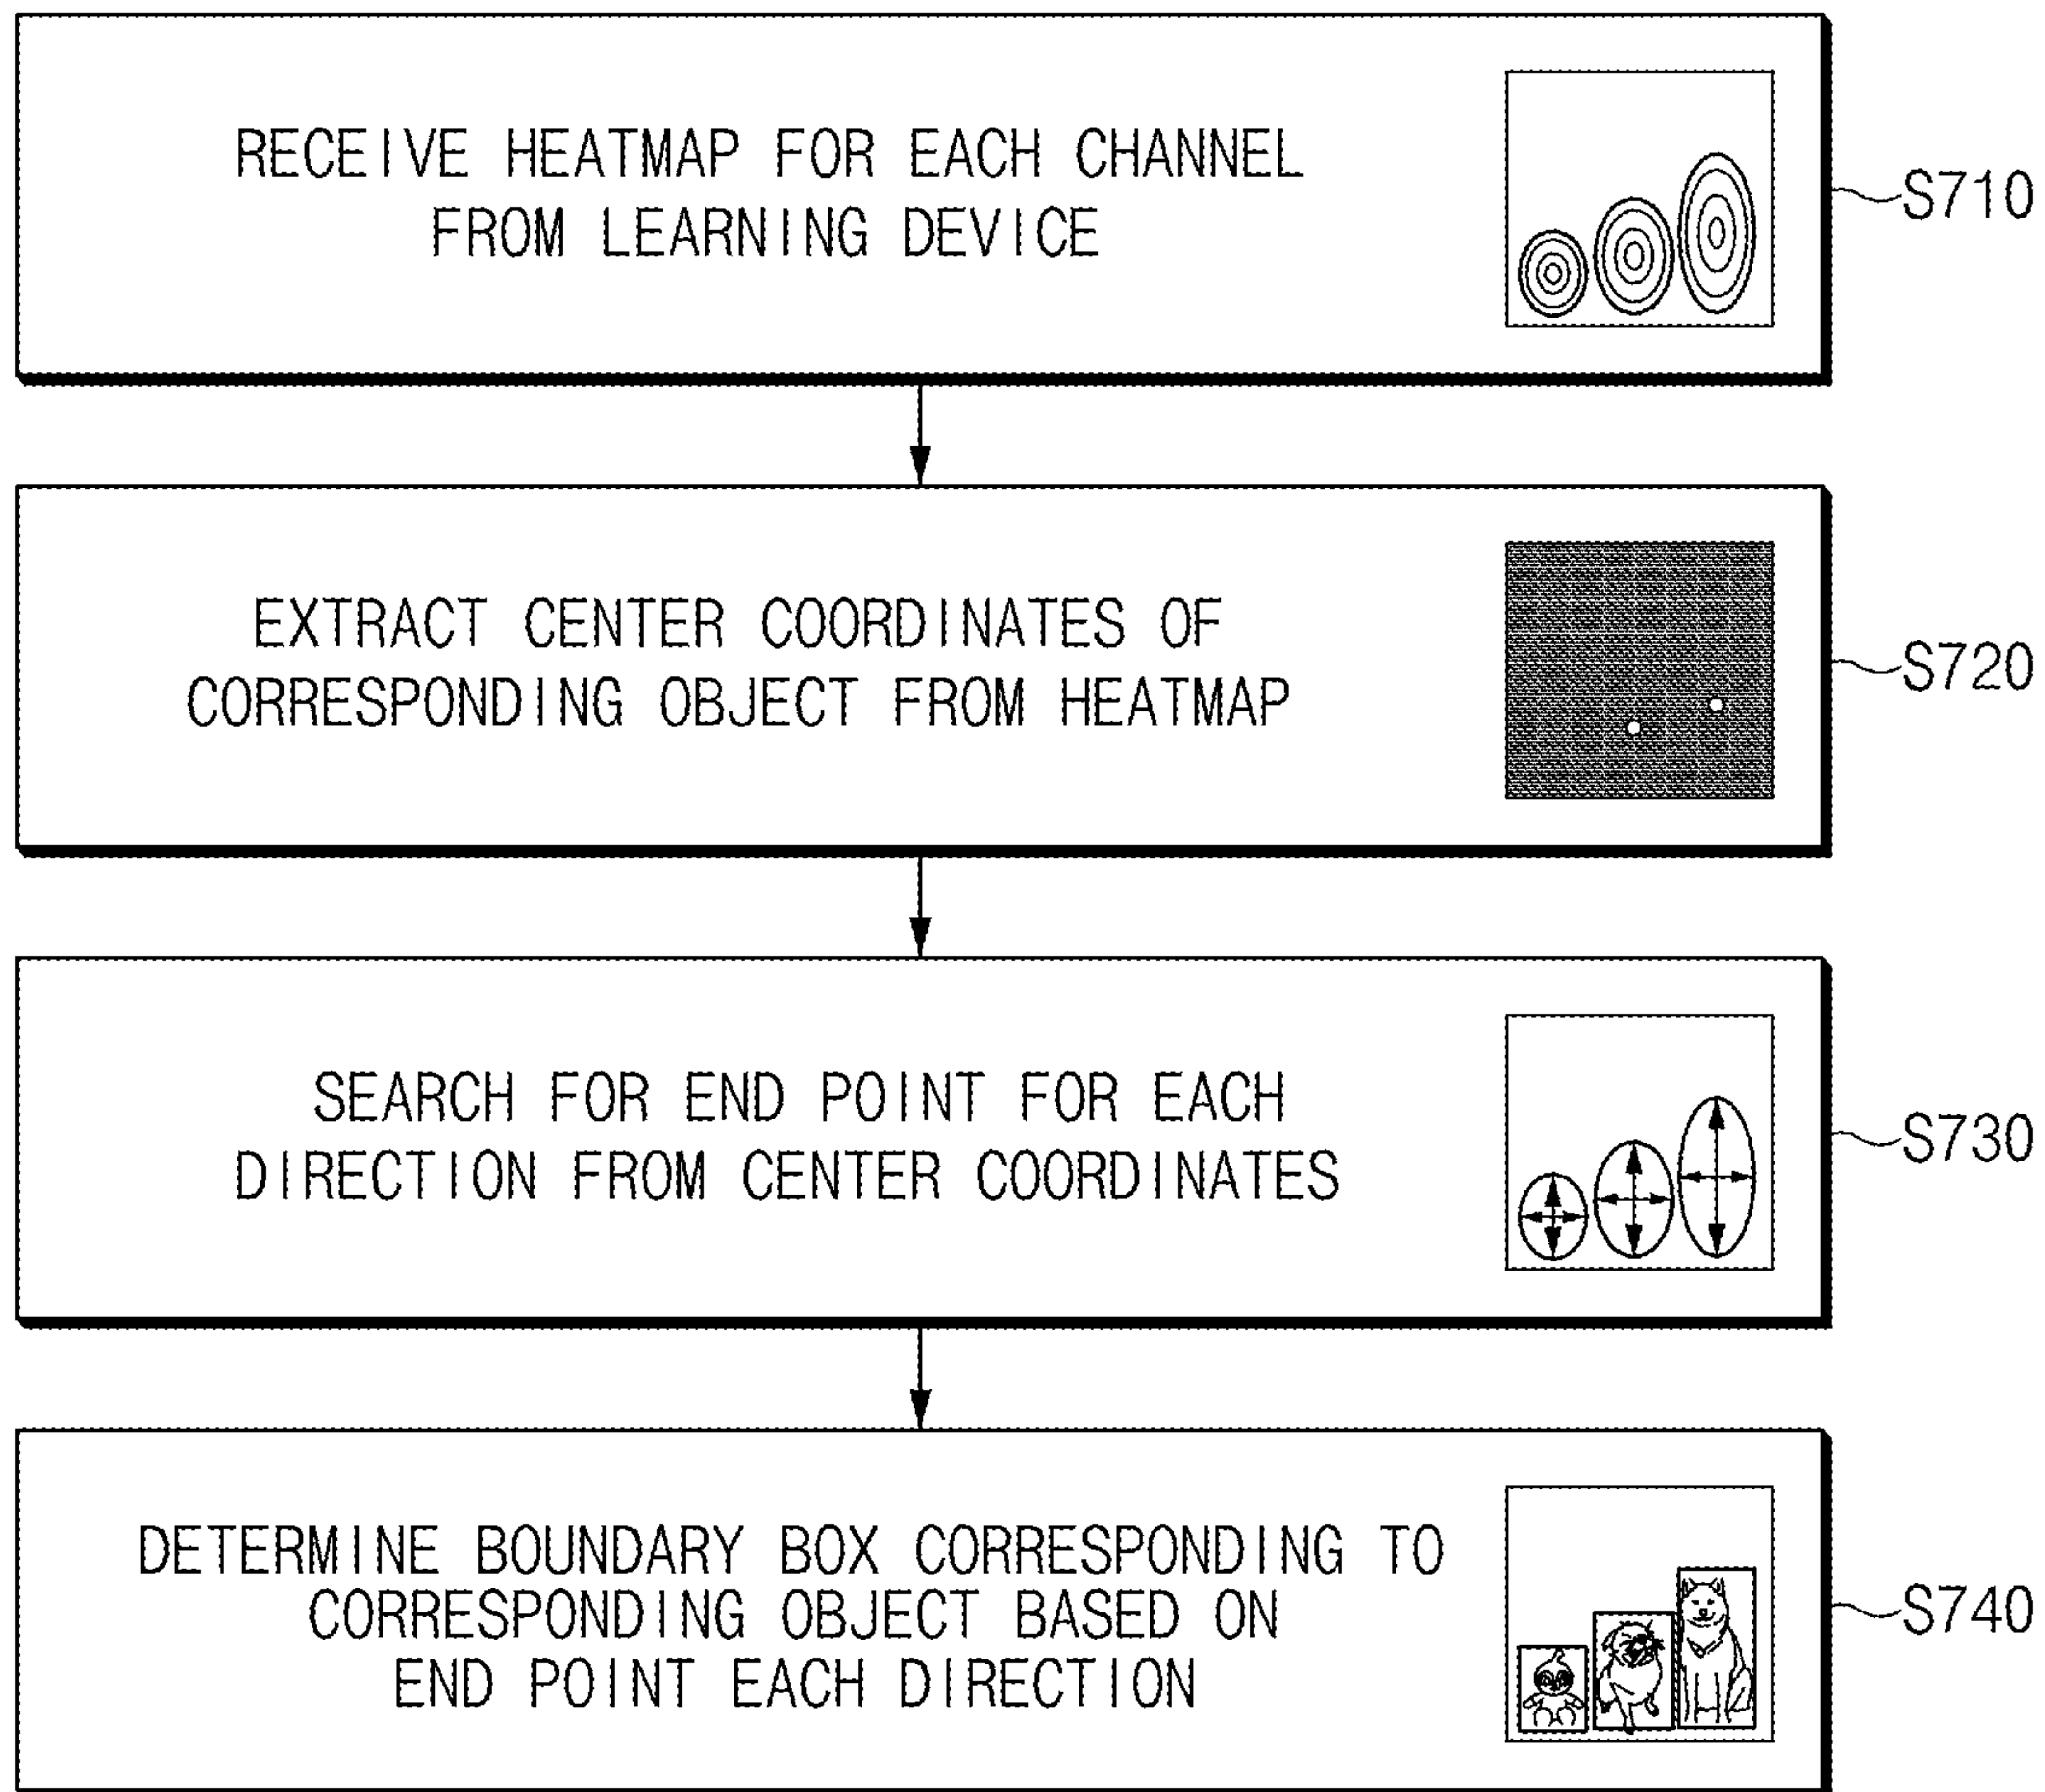 RECEIVE HEATMAP FOR EACH CHANNEL
FROM LEARNING DEVICE
S710
EXTRACT CENTER COORDINATES OF
CORRESPONDING OBJECT FROM HEATMAP
S720
SEARCH FOR END POINT FOR EACH
DIRECTION FROM CENTER COORDINATES
S730
DETERMINE BOUNDARY BOX CORRESPONDING TO
CORRESPONDING OBJECT BASED ON
END POINT EACH DIRECTION
S740